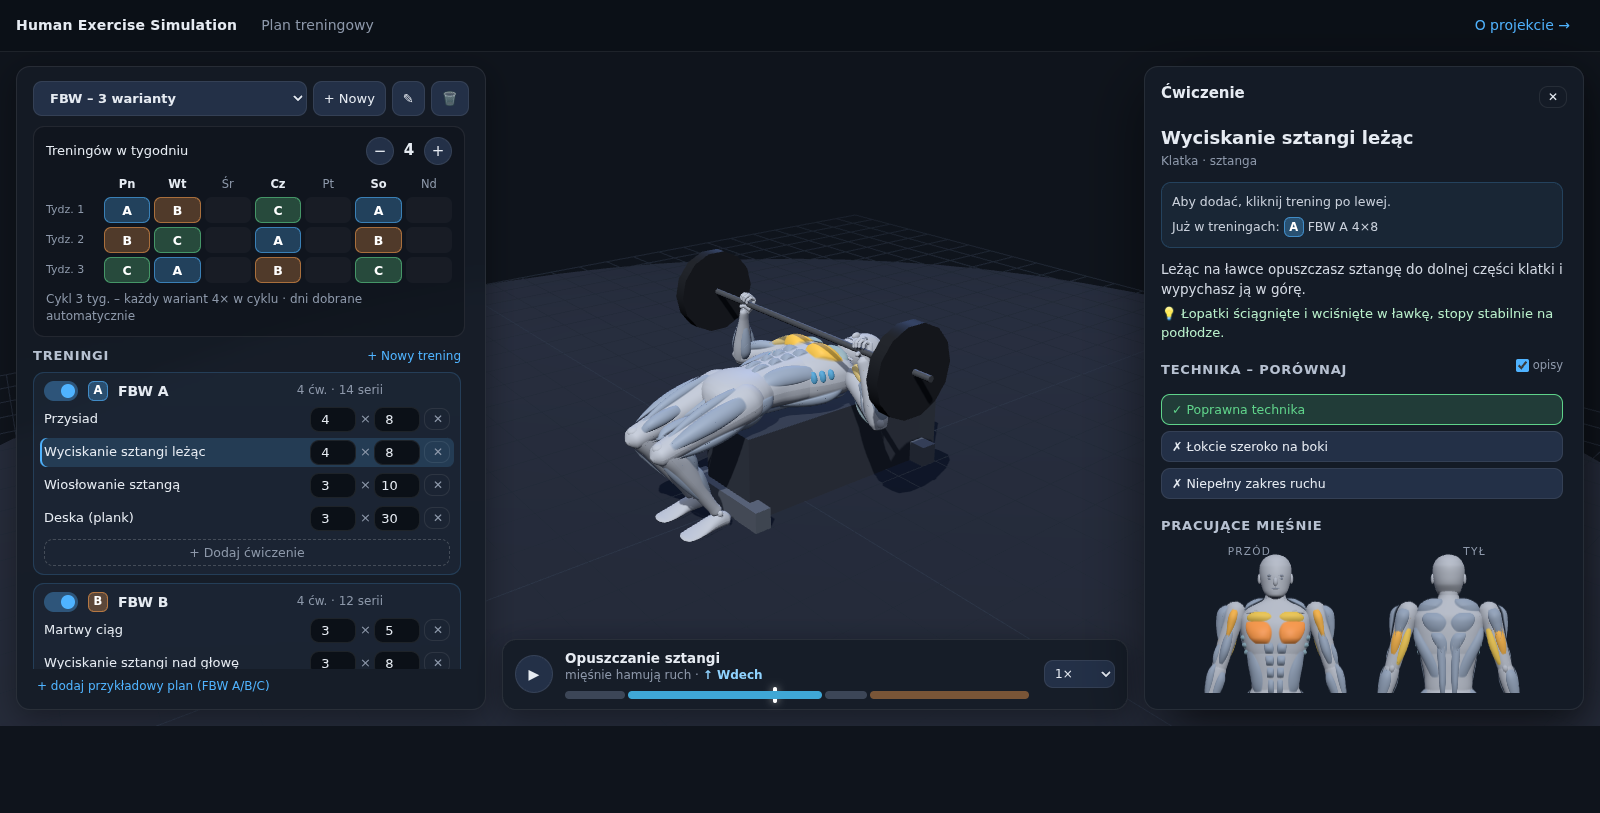 Human Exercise Simulation
Plan treningowy
O projekcie →
FBW – 3 warianty
+ Nowy
✎
Treningów w tygodniu
− 4 +
Pn Wt Śr Cz Pt So Nd
Tydz. 1 A B C A
Tydz. 2 B C A B
Tydz. 3 C A B C
Cykl 3 tyg. – każdy wariant 4× w cyklu · dni dobrane
automatycznie
TRENINGI
+ Nowy trening
A FBW A 4 ćw. · 14 serii
Przysiad 4 × 8 ✕
Wyciskanie sztangi leżąc 4 × 8 ✕
Wiosłowanie sztangą 3 × 10 ✕
Deska (plank) 3 × 30 ✕
+ Dodaj ćwiczenie
B FBW B 4 ćw. · 12 serii
Martwy ciąg 3 × 5 ✕
Wyciskanie sztangi nad głowę 3 × 8 ✕
+ dodaj przykładowy plan (FBW A/B/C)
▶
Opuszczanie sztangi
mięśnie hamują ruch · ↑ Wdech
1×
Ćwiczenie
✕
Wyciskanie sztangi leżąc
Klatka · sztanga
Aby dodać, kliknij trening po lewej.
Już w treningach: A FBW A 4×8
Leżąc na ławce opuszczasz sztangę do dolnej części klatki i
wypychasz ją w górę.
💡 Łopatki ściągnięte i wciśnięte w ławkę, stopy stabilnie na
podłodze.
TECHNIKA – PORÓWNAJ
opisy
✓ Poprawna technika
✗ Łokcie szeroko na boki
✗ Niepełny zakres ruchu
PRACUJĄCE MIĘŚNIE
PRZÓD
TYŁ